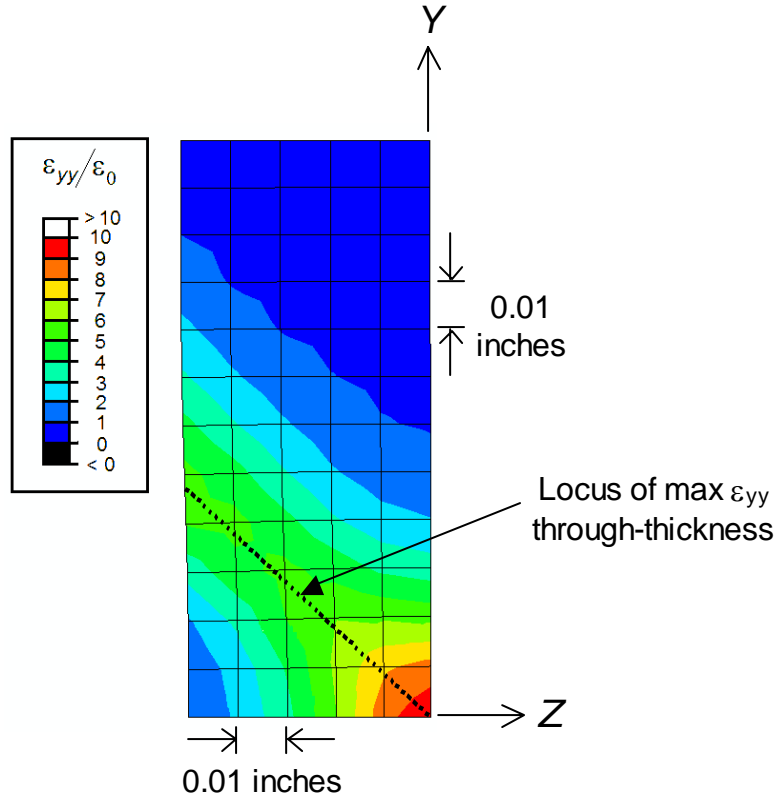 Y
εyy/ε0
> 10
10
9
8
7
6
5
4
3
2
1
0
< 0
0.01
inches
Locus of max εyy
through-thickness
Z
0.01 inches